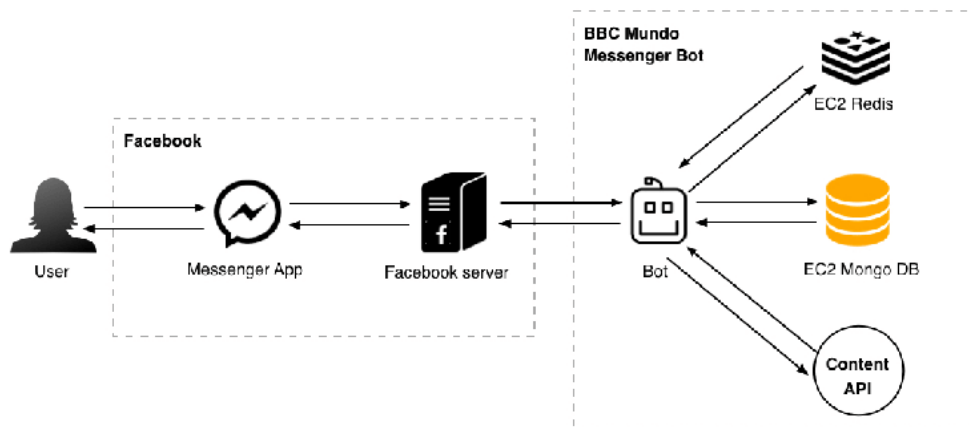 BBC Mundo
Messenger Bot
EC2 Redis
Facebook
f
User
Messenger App
Facebook server
Bot
EC2 Mongo DB
Content
API